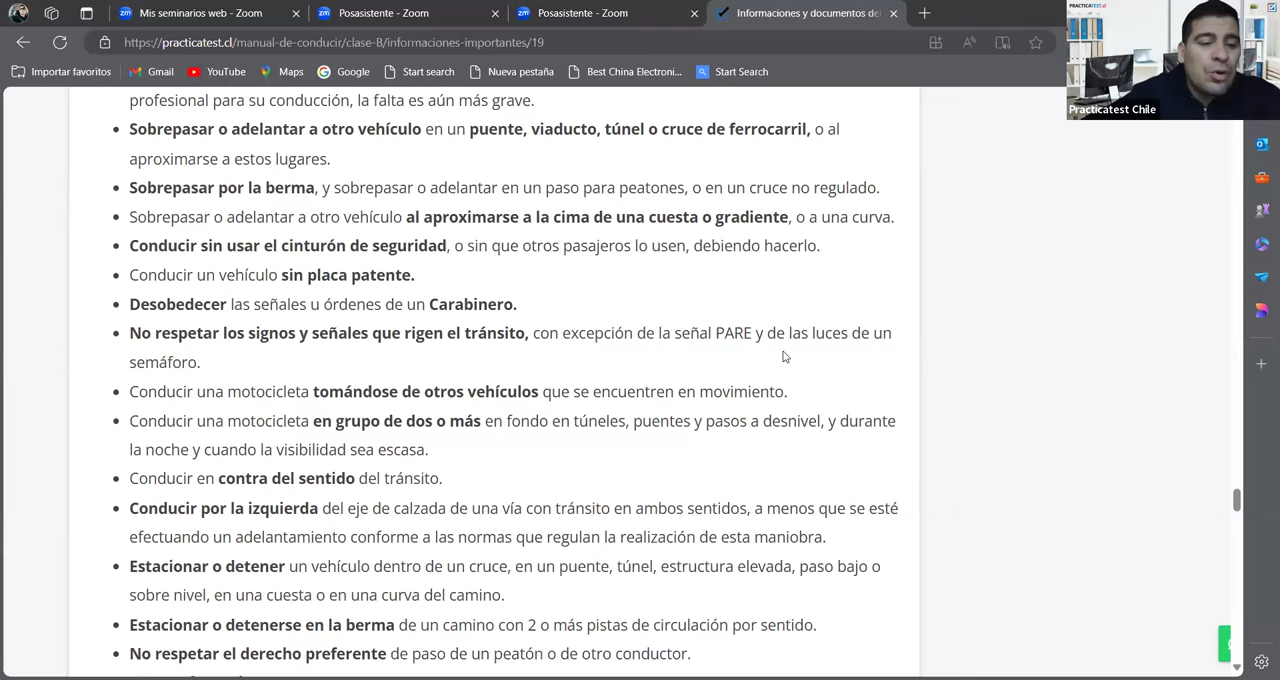 Mis seminarios web - Zoom
Posasistente - Zoom
Posasistente - Zoom
Informaciones y documentos de
https://practicatest.cl/manual-de-conducir/clase-B/informaciones-importantes/19
Importar favoritos
Gmail
YouTube
Maps
Google
Start search
Nueva pestaña
Best China Electroni...
Start Search
PRACTICATEST.CL
Practicatest Chile
profesional para su conducción, la falta es aún más grave.
• Sobrepasar o adelantar a otro vehículo en un puente, viaducto, túnel o cruce de ferrocarril, o al
aproximarse a estos lugares.
• Sobrepasar por la berma, y sobrepasar o adelantar en un paso para peatones, o en un cruce no regulado.
• Sobrepasar o adelantar a otro vehículo al aproximarse a la cima de una cuesta o gradiente, o a una curva.
• Conducir sin usar el cinturón de seguridad, o sin que otros pasajeros lo usen, debiendo hacerlo.
• Conducir un vehículo sin placa patente.
• Desobedecer las señales u órdenes de un Carabinero.
• No respetar los signos y señales que rigen el tránsito, con excepción de la señal PARE y de las luces de un
semáforo.
• Conducir una motocicleta tomándose de otros vehículos que se encuentren en movimiento.
• Conducir una motocicleta en grupo de dos o más en fondo en túneles, puentes y pasos a desnivel, y durante
la noche y cuando la visibilidad sea escasa.
• Conducir en contra del sentido del tránsito.
• Conducir por la izquierda del eje de calzada de una vía con tránsito en ambos sentidos, a menos que se esté
efectuando un adelantamiento conforme a las normas que regulan la realización de esta maniobra.
• Estacionar o detener un vehículo dentro de un cruce, en un puente, túnel, estructura elevada, paso bajo o
sobre nivel, en una cuesta o en una curva del camino.
• Estacionar o detenerse en la berma de un camino con 2 o más pistas de circulación por sentido.
• No respetar el derecho preferente de paso de un peatón o de otro conductor.